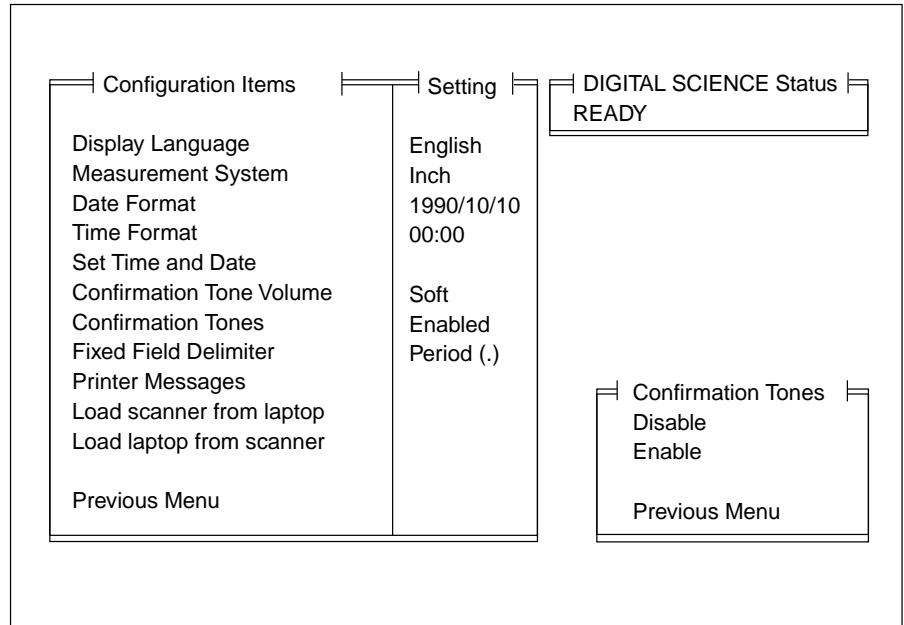 Configuration Items Setting
Display Language English
Measurement System Inch
Date Format 1990/10/10
Time Format 00:00
Set Time and Date
Confirmation Tone Volume Soft
Confirmation Tones Enabled
Fixed Field Delimiter Period (.)
Printer Messages
Load scanner from laptop
Load laptop from scanner
Previous Menu
DIGITAL SCIENCE Status
READY
Confirmation Tones
Disable
Enable
Previous Menu